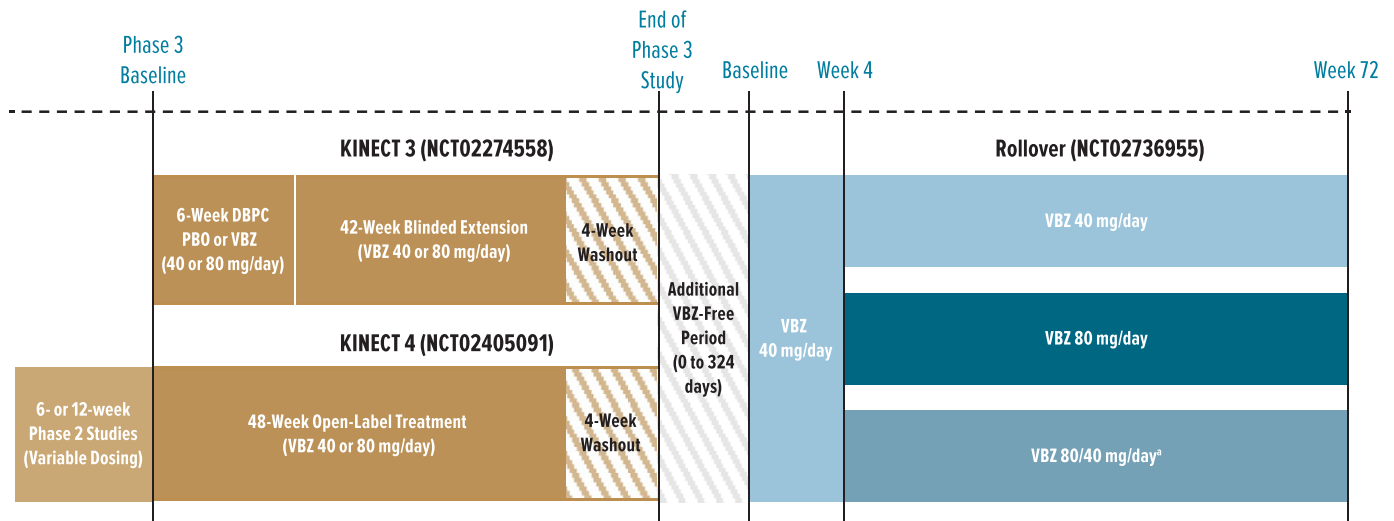 Phase 3
Baseline
End of
Phase 3
Study
Baseline
Week 4
Week 72
KINECT 3 (NCT02274558)
Rollover (NCT02736955)
6-Week DBPC
PBO or VBZ
(40 or 80 mg/day)
42-Week Blinded Extension
(VBZ 40 or 80 mg/day)
4-Week
Washout
Additional
VBZ-Free
Period
(0 to 324
days)
VBZ
40 mg/day
VBZ 40 mg/day
VBZ 80 mg/day
VBZ 80/40 mg/dayᵃ
KINECT 4 (NCT02405091)
6- or 12-week
Phase 2 Studies
(Variable Dosing)
48-Week Open-Label Treatment
(VBZ 40 or 80 mg/day)
4-Week
Washout